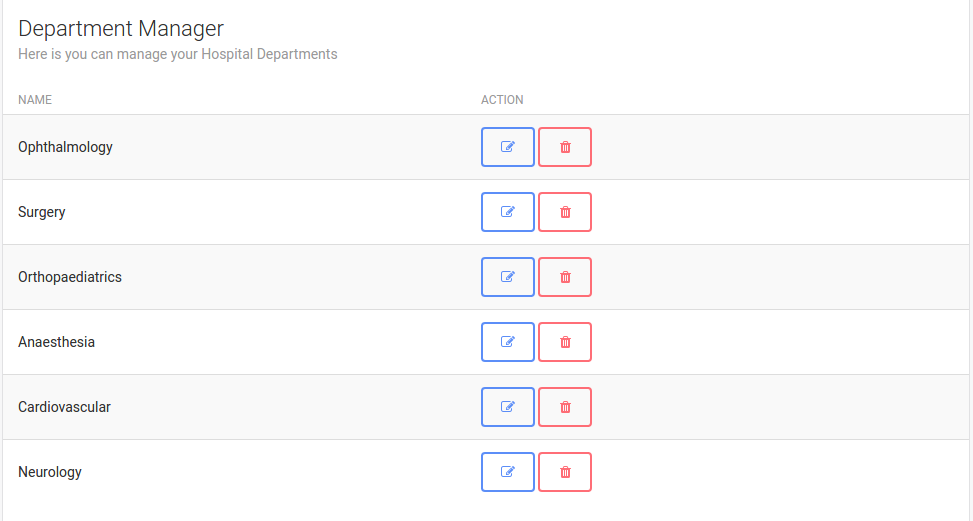 Department Manager
Here is you can manage your Hospital Departments
NAME ACTION
Ophthalmology
Surgery
Orthopaediatrics
Anaesthesia
Cardiovascular
Neurology